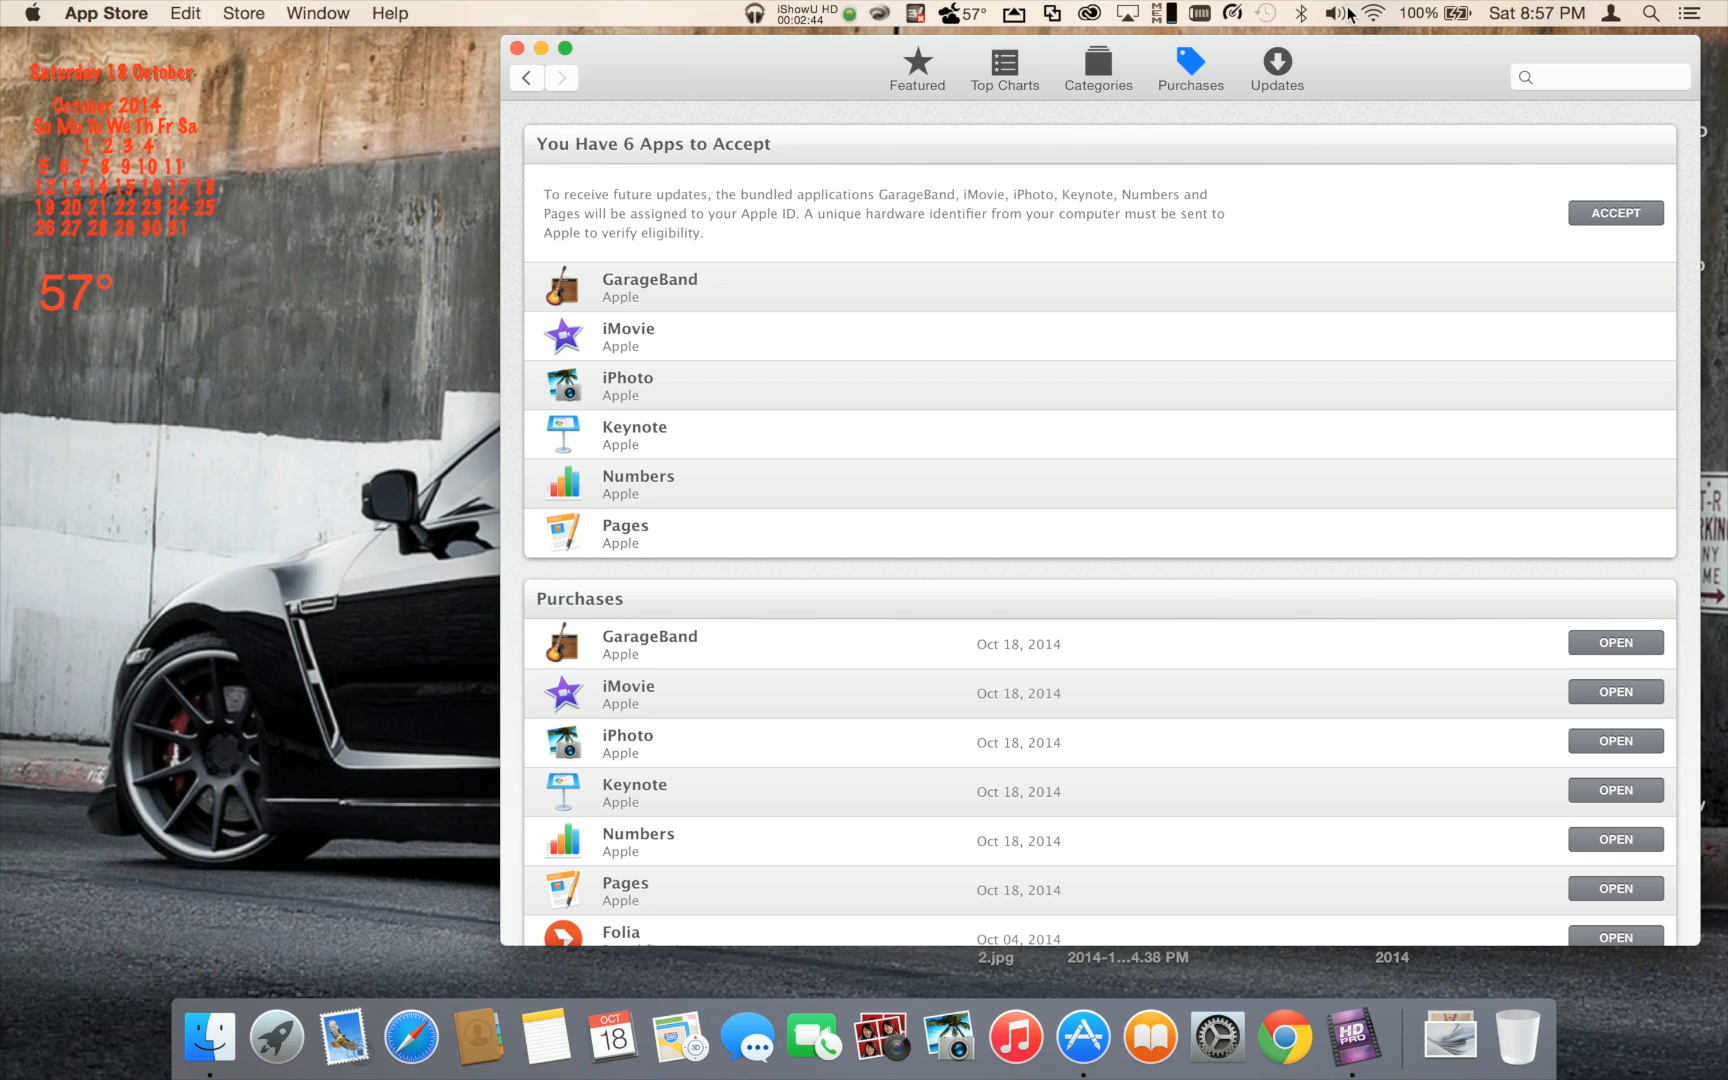 App Store Edit Store Window Help iShowU HD 57° 100% Sat 8:57 PM
00:02:44
MEM
Saturday 18 October
October 2014
Su Mo Tu We Th Fr Sa
1 2 3 4
5 6 7 8 9 10 11
12 13 14 15 16 17 18
19 20 21 22 23 24 25
26 27 28 29 30 31
57°
Featured Top Charts Categories Purchases Updates
You Have 6 Apps to Accept
To receive future updates, the bundled applications GarageBand, iMovie, iPhoto, Keynote, Numbers and
Pages will be assigned to your Apple ID. A unique hardware identifier from your computer must be sent to
Apple to verify eligibility.
ACCEPT
GarageBand
Apple
iMovie
Apple
iPhoto
Apple
Keynote
Apple
Numbers
Apple
Pages
Apple
Purchases
GarageBand
Apple
Oct 18, 2014
OPEN
iMovie
Apple
Oct 18, 2014
OPEN
iPhoto
Apple
Oct 18, 2014
OPEN
Keynote
Apple
Oct 18, 2014
OPEN
Numbers
Apple
Oct 18, 2014
OPEN
Pages
Apple
Oct 18, 2014
OPEN
Folia
Oct 04, 2014
OPEN
2.jpg 2014-1...4.38 PM 2014
OCT
18
3D
HD
PRO